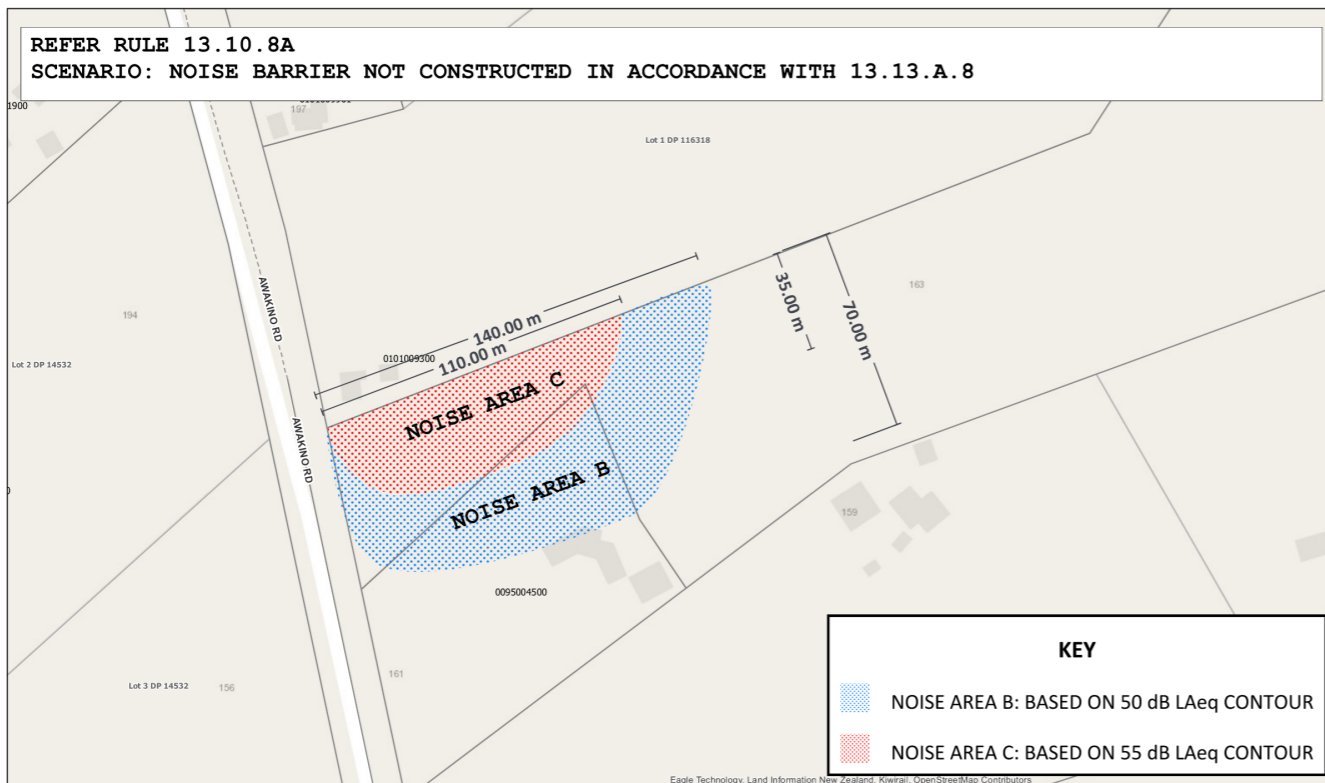 REFER RULE 13.10.8A
SCENARIO: NOISE BARRIER NOT CONSTRUCTED IN ACCORDANCE WITH 13.13.A.8
1900
197
Lot 1 DP 116318
AWAKINO RD
194
Lot 2 DP 14532
0101009300
140.00 m
110.00 m
35.00 m
70.00 m
163
NOISE AREA C
AWAKINO RD
NOISE AREA B
159
0095004500
161
Lot 3 DP 14532
156
KEY
NOISE AREA B: BASED ON 50 dB LAeq CONTOUR
NOISE AREA C: BASED ON 55 dB LAeq CONTOUR
Eagle Technology, Land Information New Zealand, Kiwirail, OpenStreetMap Contributors